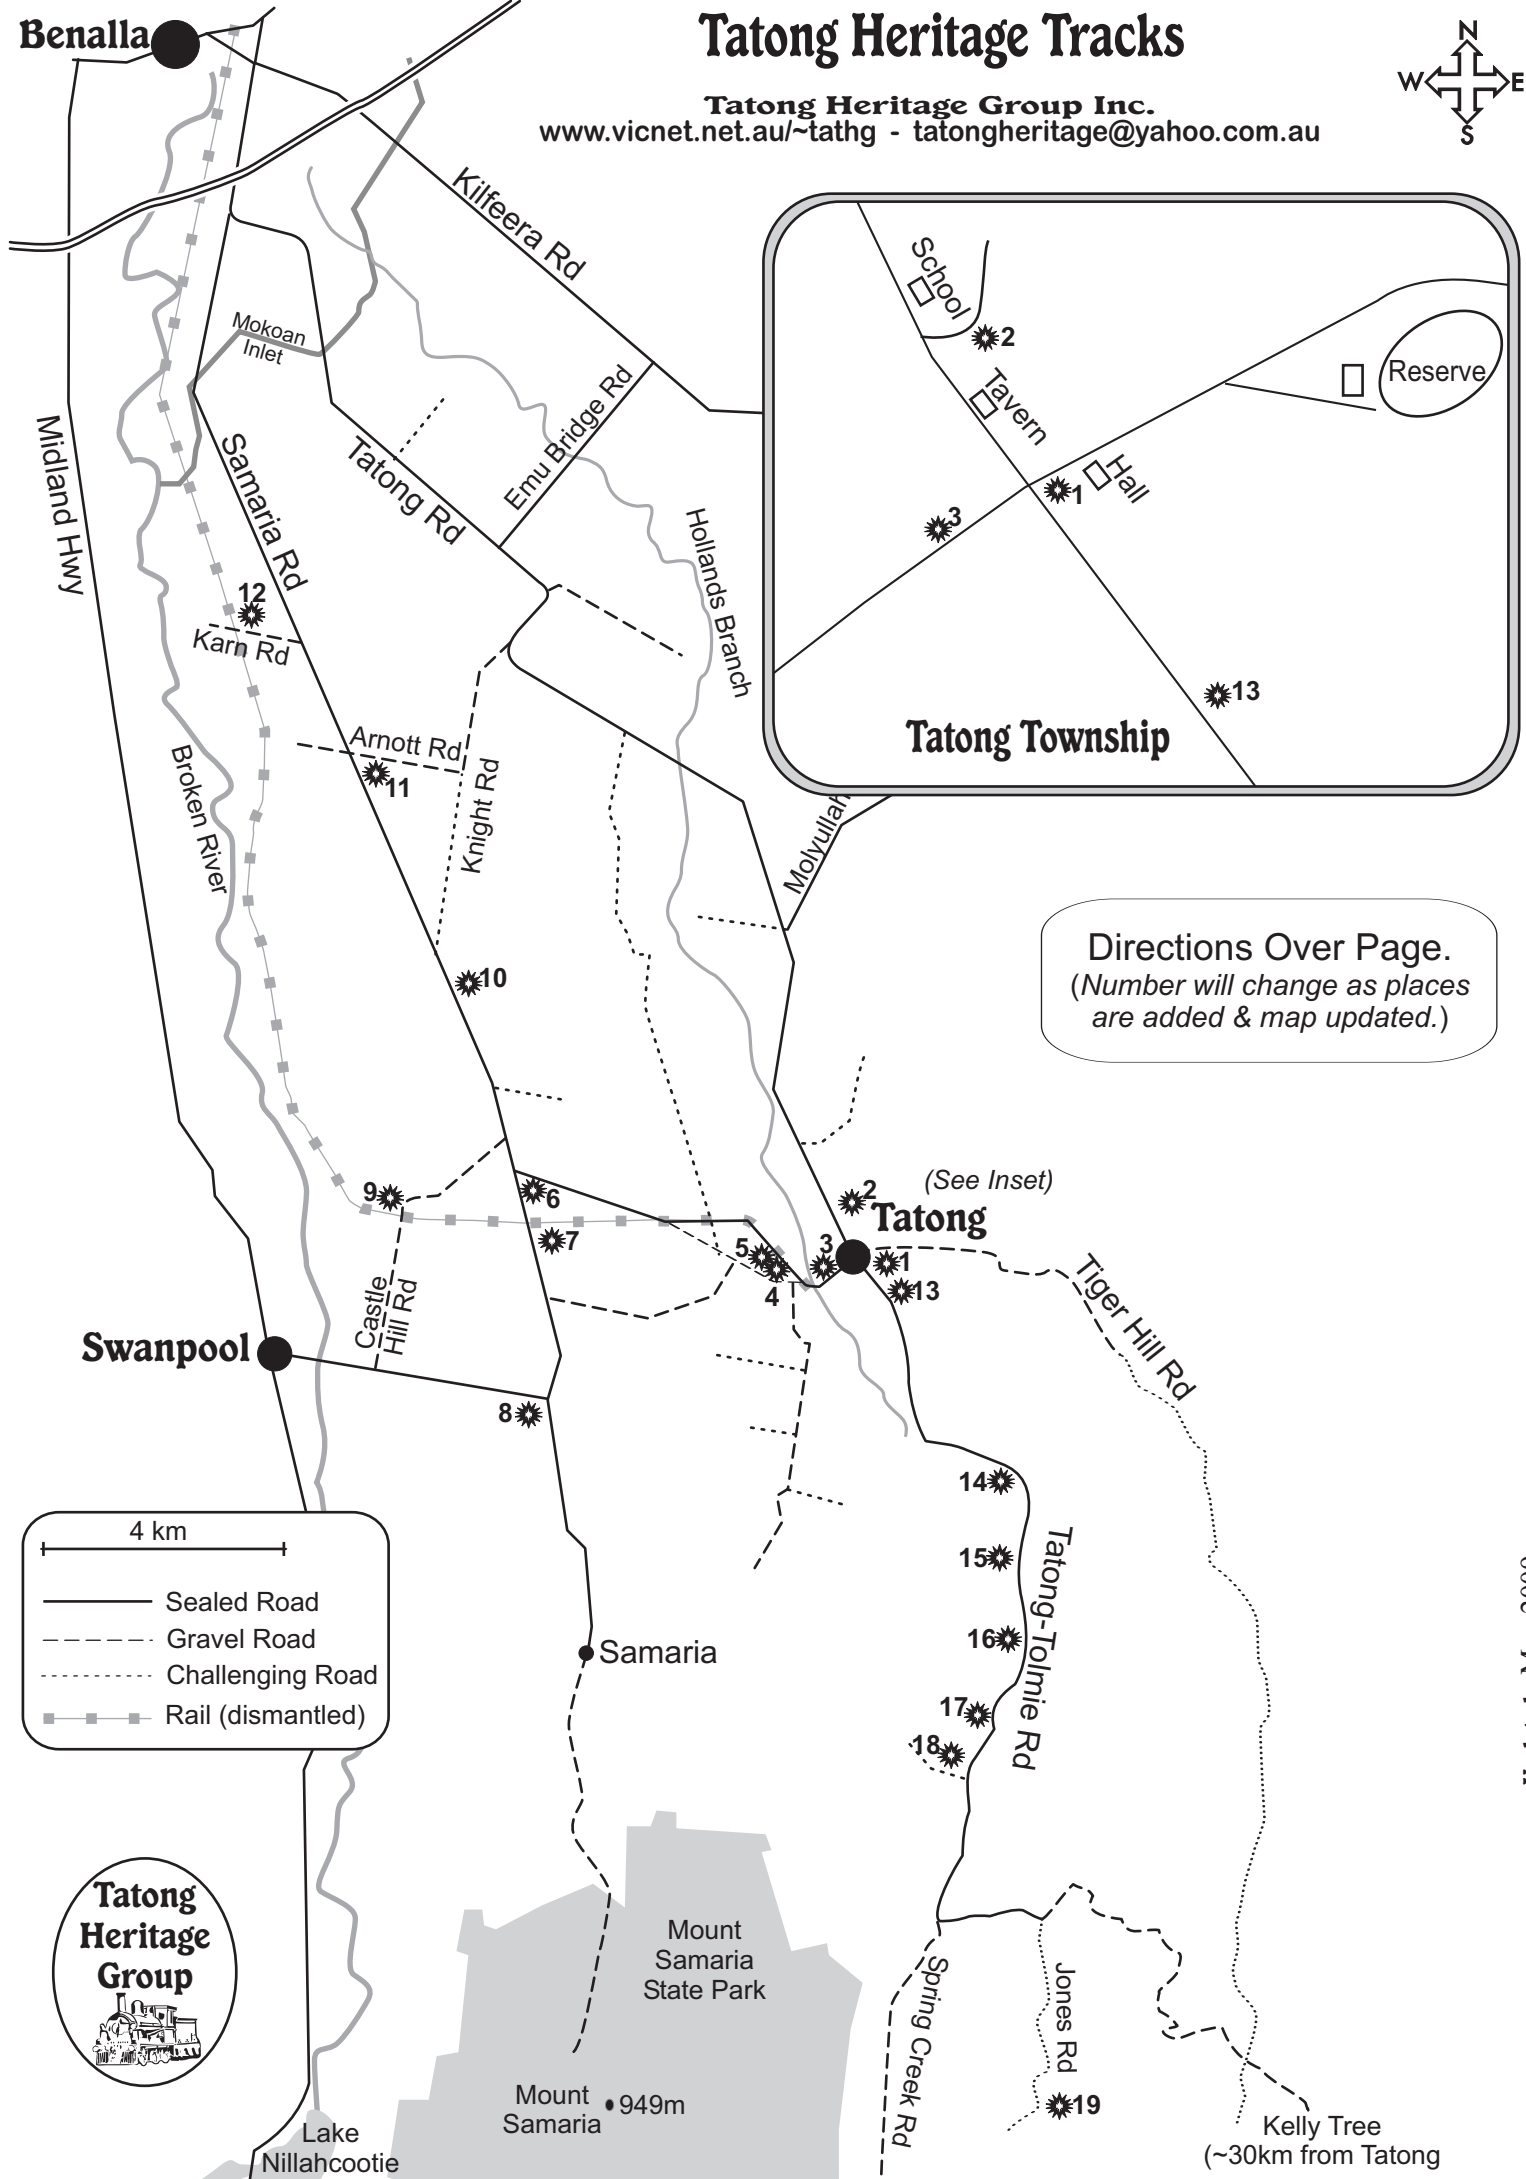 Benalla
Tatong Heritage Tracks
Tatong Heritage Group Inc.
www.vicnet.net.au/~tathg - tatongheritage@yahoo.com.au
N
W
E
S
Kilfeera Rd
School
2
Tavern
Reserve
Hall
1
3
13
Tatong Township
Mokoan
Inlet
Midland Hwy
Samaria Rd
Tatong Rd
Emu Bridge Rd
Hollands Branch
12
Karn Rd
Arnott Rd
11
Knight Rd
Broken River
Molyullah
10
Directions Over Page.
(Number will change as places
are added & map updated.)
(See Inset)
2
Tatong
9
6
7
5
4
3
1
13
Tiger Hill Rd
Castle
Hill Rd
Swanpool
8
14
15
16
17
18
Tatong-Tolmie Rd
4 km
Sealed Road
Gravel Road
Challenging Road
Rail (dismantled)
Samaria
Tatong
Heritage
Group
Mount
Samaria
State Park
Mount
Samaria
949m
Spring Creek Rd
Jones Rd
19
Kelly Tree
(~30km from Tatong
Lake
Nillahcootie